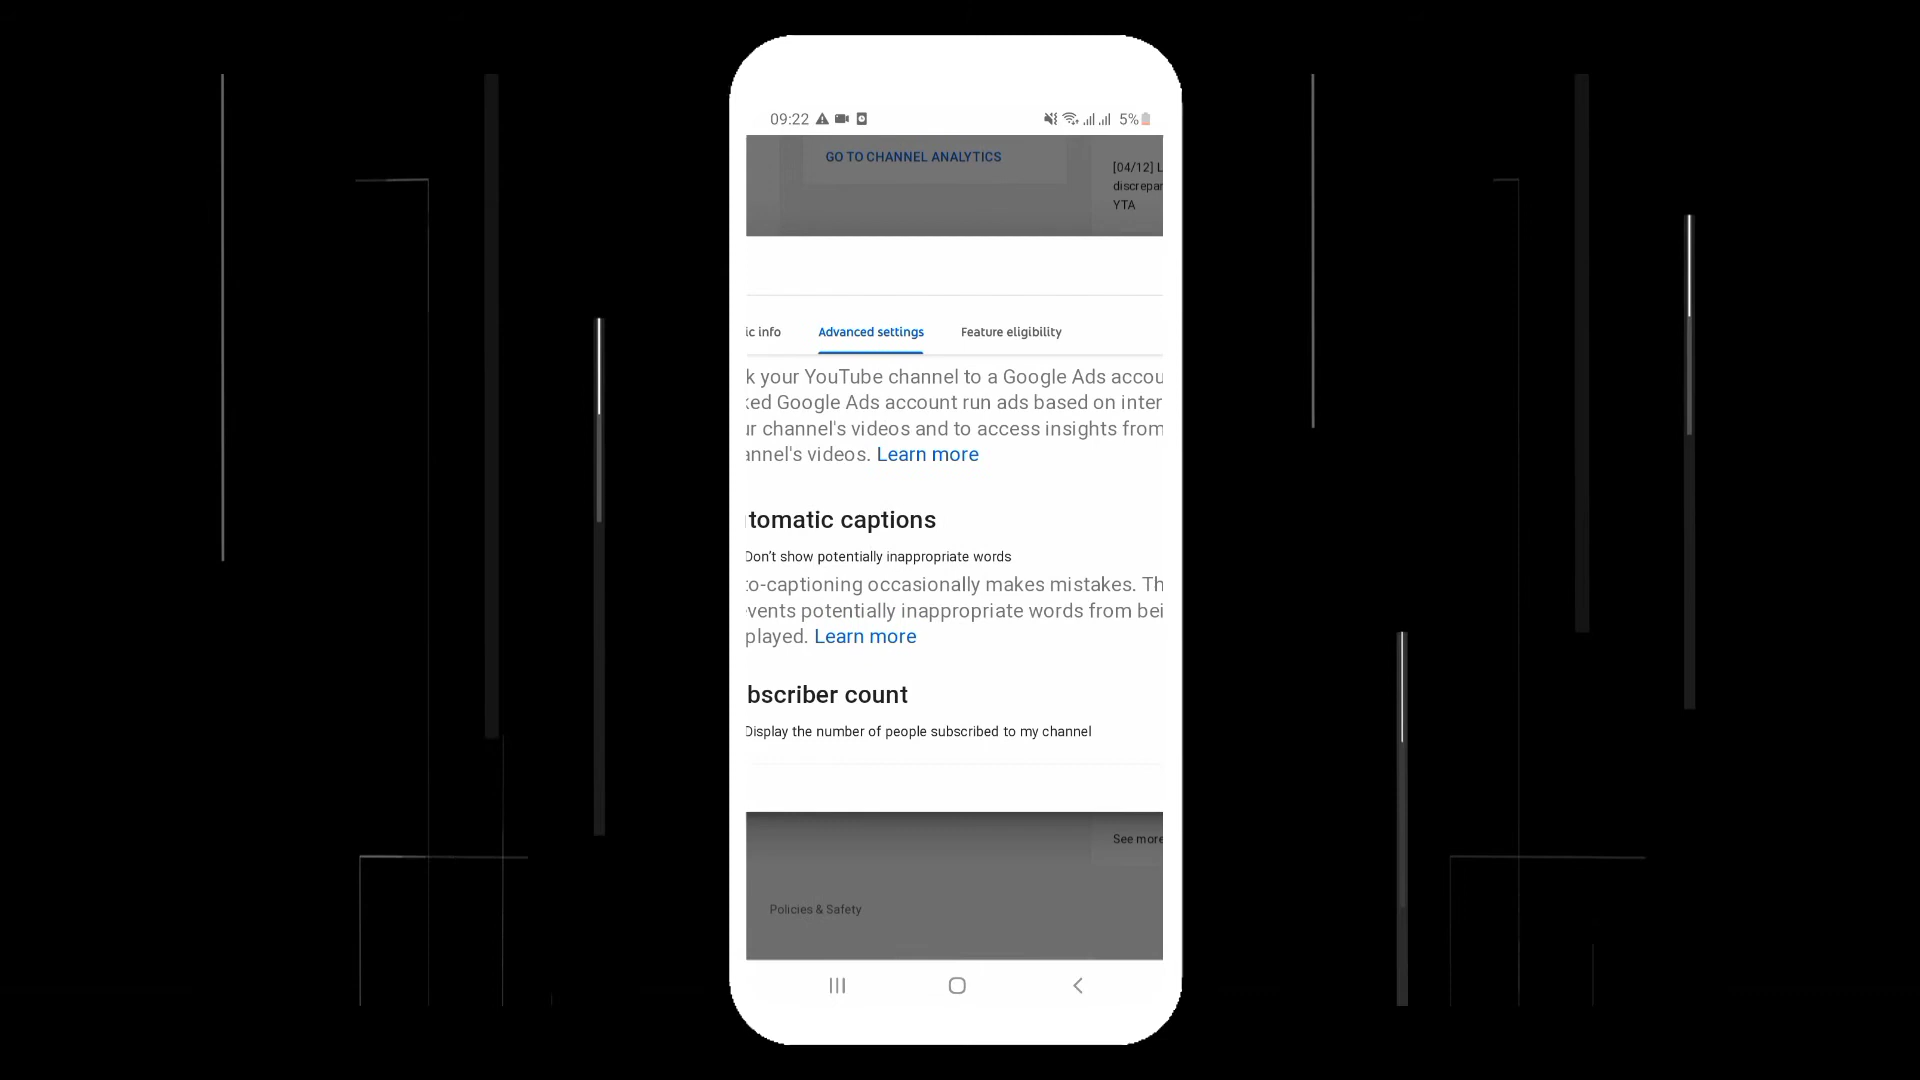 09:22
5%
GO TO CHANNEL ANALYTICS
[04/12] L
discrepar
YTA
ic info
Advanced settings
Feature eligibility
k your YouTube channel to a Google Ads accou
ked Google Ads account run ads based on inter
ur channel's videos and to access insights from
annel's videos. Learn more
tomatic captions
Don't show potentially inappropriate words
to-captioning occasionally makes mistakes. Th
vents potentially inappropriate words from bei
played. Learn more
bscriber count
Display the number of people subscribed to my channel
See more
Policies & Safety